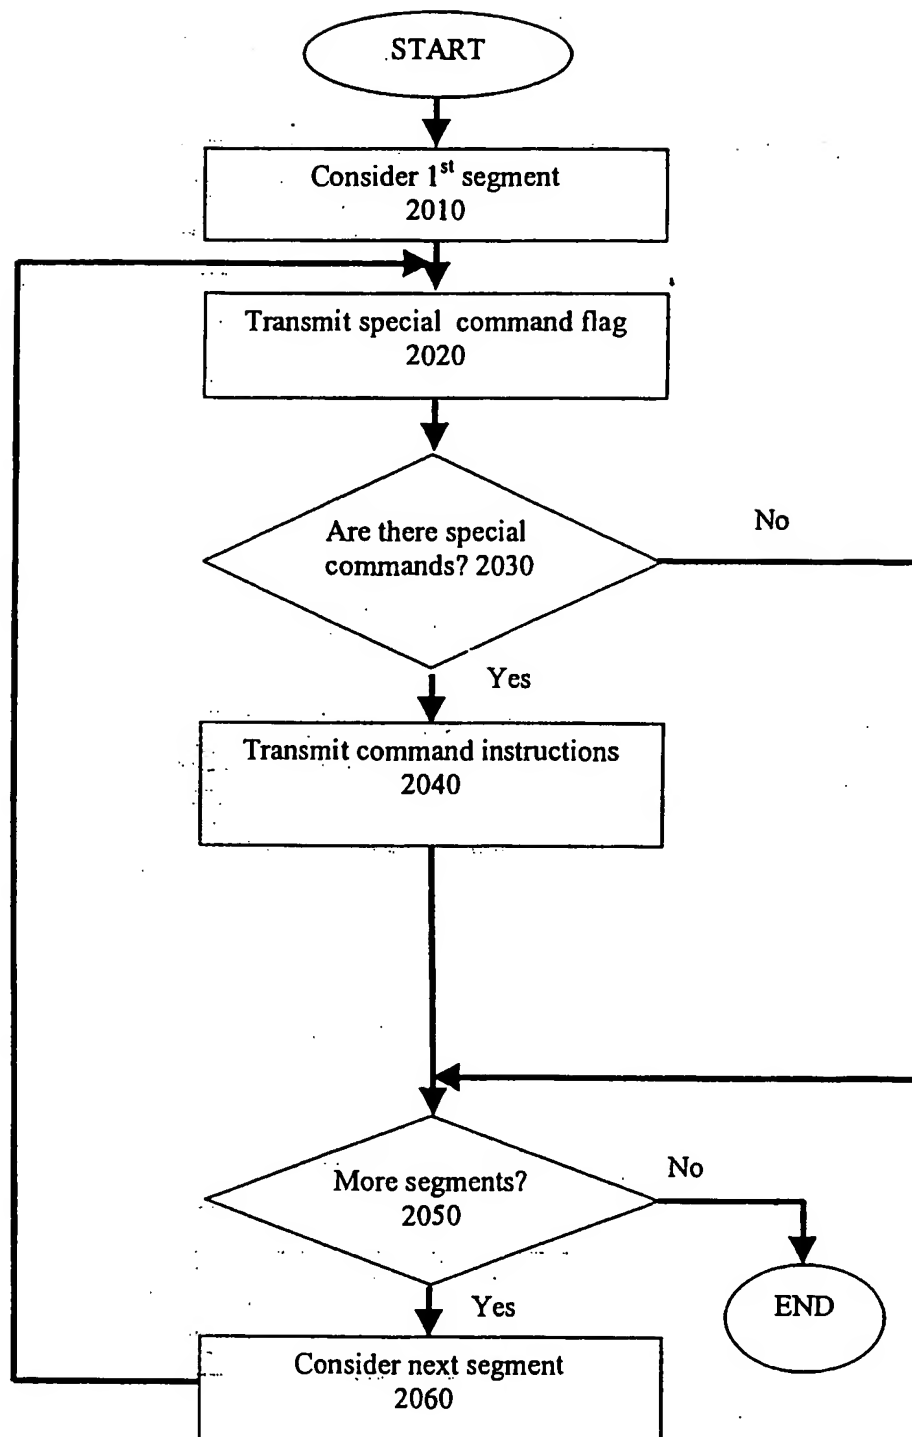 START
Consider 1st segment
2010
Transmit special command flag
2020
Are there special
commands? 2030
No
Yes
Transmit command instructions
2040
More segments?
2050
No
Yes
END
Consider next segment
2060